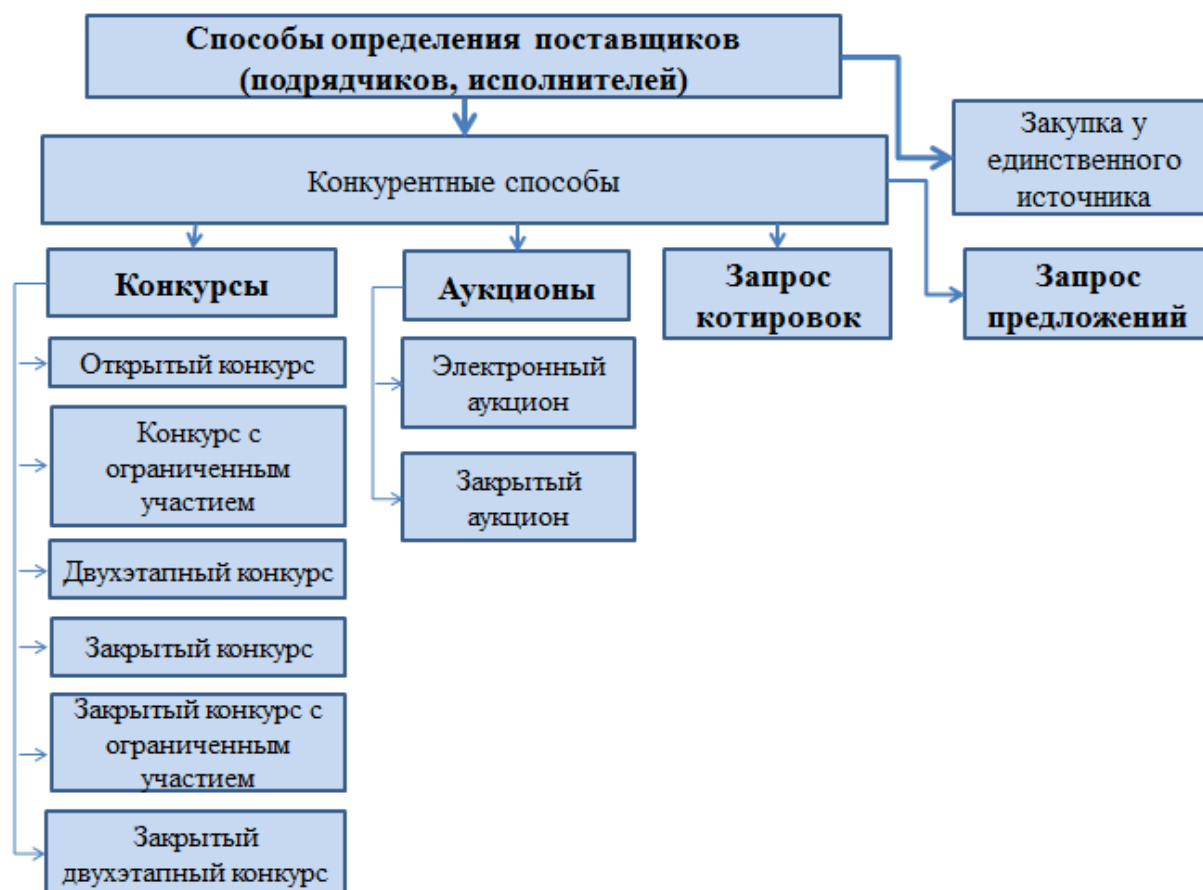 Способы определения поставщиков
(подрядчиков, исполнителей)
Закупка у
единственного
источника
Конкурентные способы
Конкурсы
Аукционы
Запрос
котировок
Запрос
предложений
Открытый конкурс
Конкурс с
ограниченным
участием
Двухэтапный конкурс
Закрытый конкурс
Закрытый конкурс с
ограниченным
участием
Закрытый
двухэтапный конкурс
Электронный
аукцион
Закрытый
аукцион